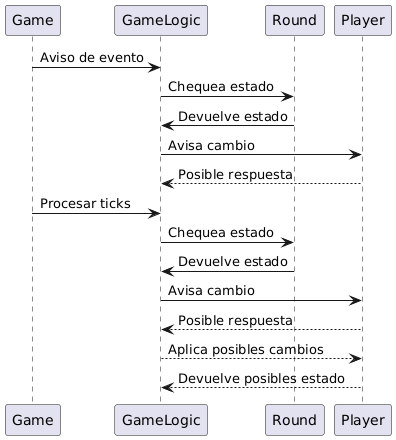 Game GameLogic Round Player
Aviso de evento
Chequea estado
Devuelve estado
Avisa cambio
Posible respuesta
Procesar ticks
Chequea estado
Devuelve estado
Avisa cambio
Posible respuesta
Aplica posibles cambios
Devuelve posibles estado
Game GameLogic Round Player